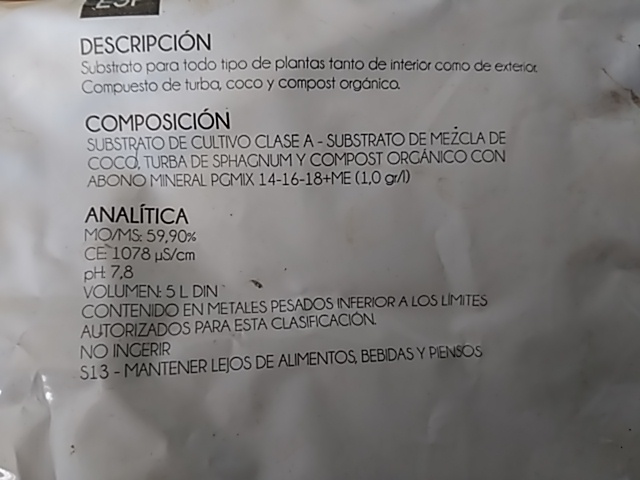 ESP
DESCRIPCIÓN
Substrato para todo tipo de plantas tanto de interior como de exterior.
Compuesto de turba, coco y compost orgánico.
COMPOSICIÓN
SUBSTRATO DE CULTIVO CLASE A - SUBSTRATO DE MEZCLA DE
COCO, TURBA DE SPHAGNUM Y COMPOST ORGÁNICO CON
ABONO MINERAL PGMIX 14-16-18+ME (1,0 gr/l)
ANALÍTICA
MO/MS: 59,90%
CE: 1078 µS/cm
pH: 7,8
VOLUMEN: 5 L DIN
CONTENIDO EN METALES PESADOS INFERIOR A LOS LÍMITES
AUTORIZADOS PARA ESTA CLASIFICACIÓN.
NO INGERIR
S13 - MANTENER LEJOS DE ALIMENTOS, BEBIDAS Y PIENSOS